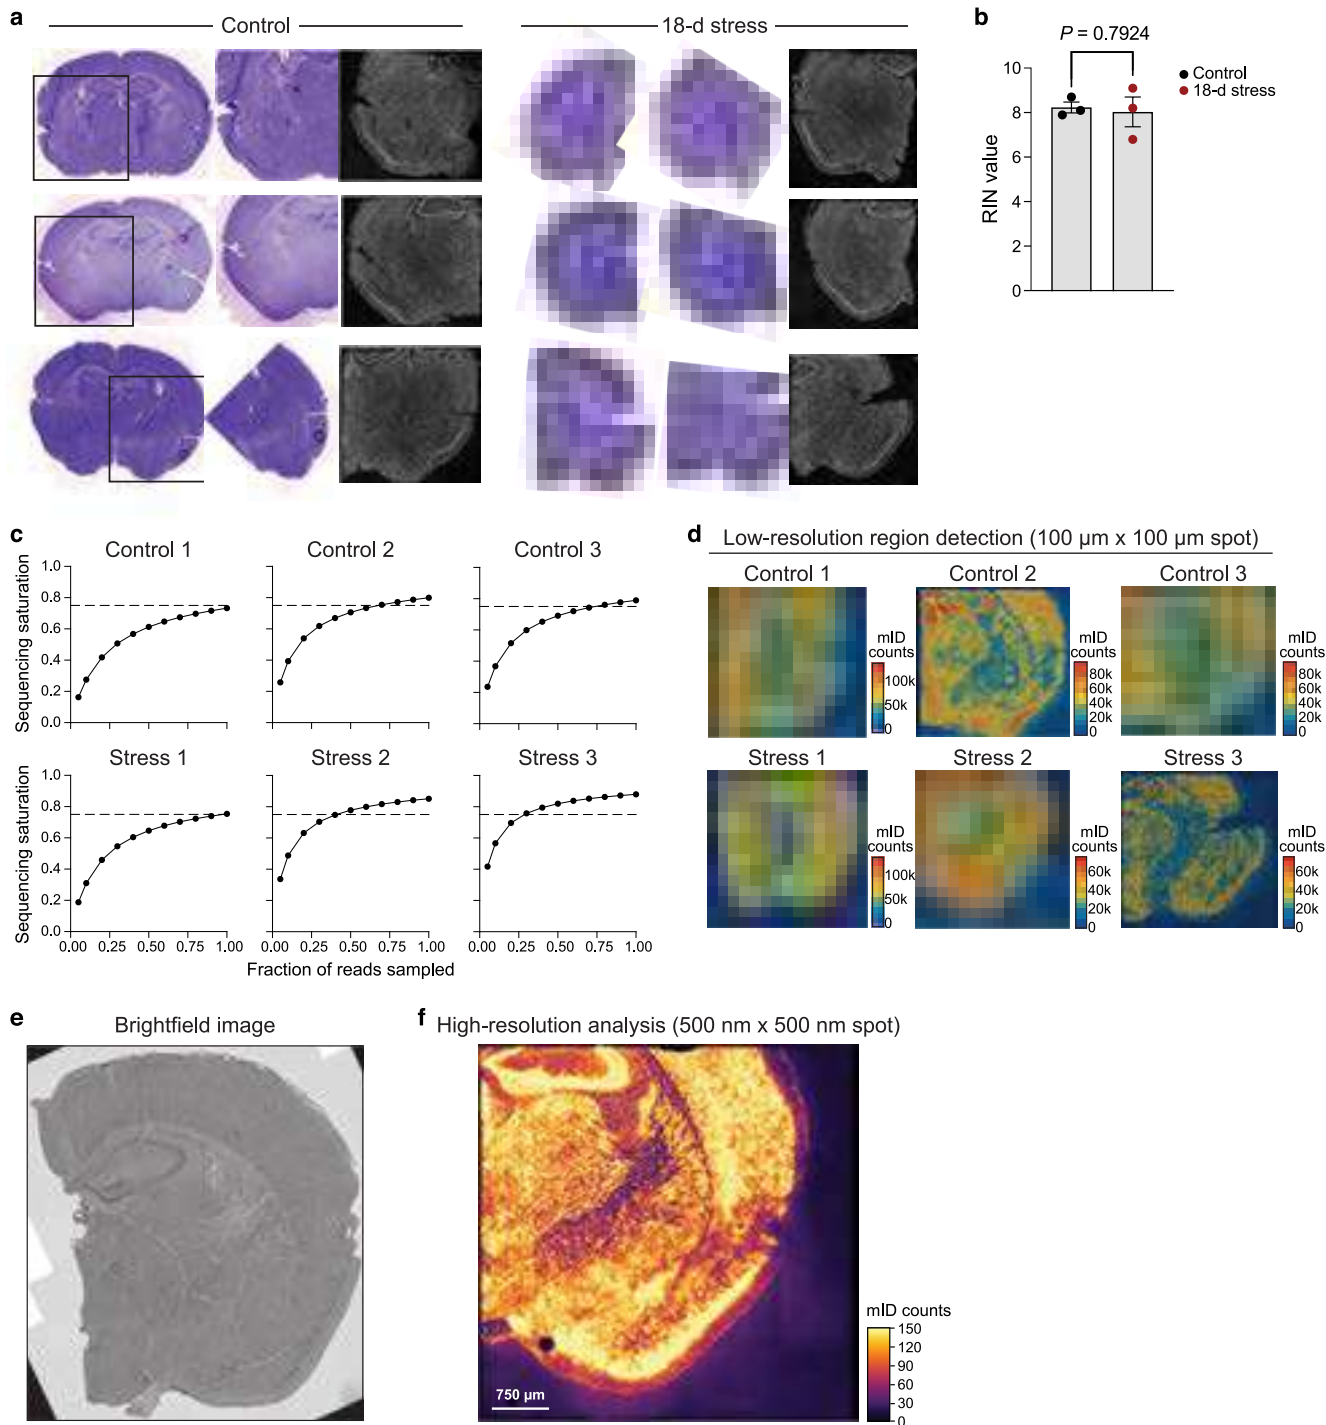 a
Control
18-d stress
b
P = 0.7924
10
8
6
4
2
0
RIN value
Control
18-d stress
c
Control 1
Control 2
Control 3
Sequencing saturation
1.0
0.8
0.6
0.4
0.2
0.0
Stress 1
Stress 2
Stress 3
Sequencing saturation
1.0
0.8
0.6
0.4
0.2
0.0
0.00 0.25 0.50 0.75 1.00
0.00 0.25 0.50 0.75 1.00
0.00 0.25 0.50 0.75 1.00
Fraction of reads sampled
d
Low-resolution region detection (100 µm x 100 µm spot)
Control 1
mID
counts
100k
50k
0
Control 2
mID
counts
80k
60k
40k
20k
0
Control 3
mID
counts
80k
60k
40k
20k
0
Stress 1
mID
counts
100k
50k
0
Stress 2
mID
counts
60k
40k
20k
0
Stress 3
mID
counts
60k
40k
20k
0
e
Brightfield image
f
High-resolution analysis (500 nm x 500 nm spot)
750 µm
mID counts
150
120
90
60
30
0